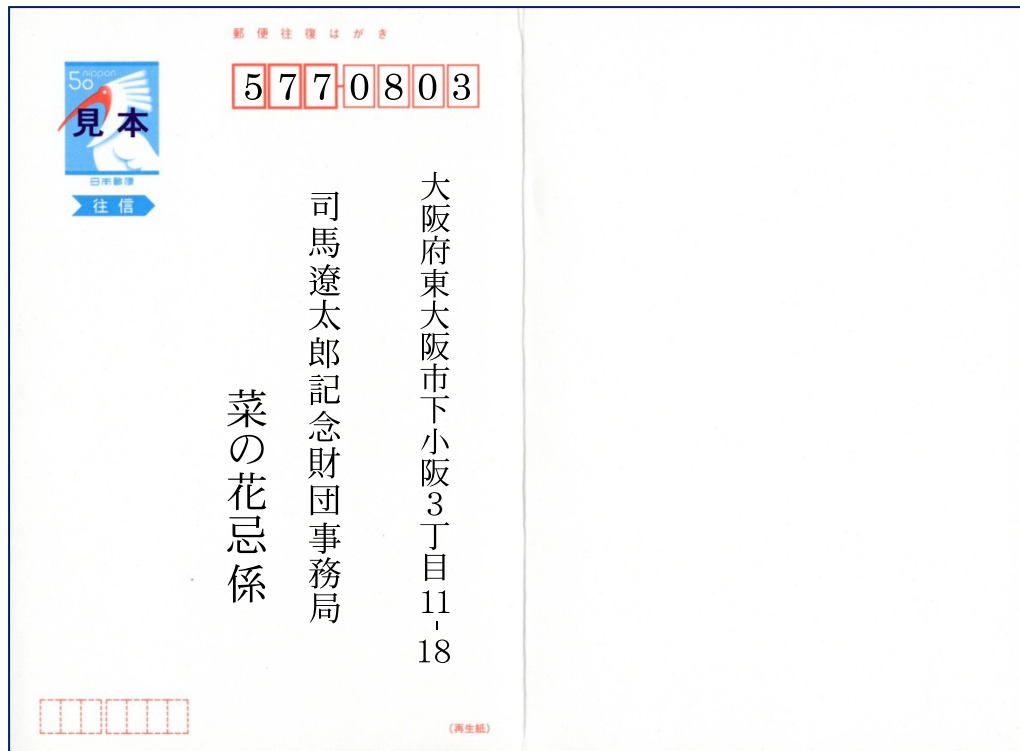 郵便往復はがき
50 nippon
見本
日本郵便
往信
577-0803
大阪府東大阪市下小阪3丁目11-18
司馬遼太郎記念財団事務局
菜の花忌係
(再生紙)